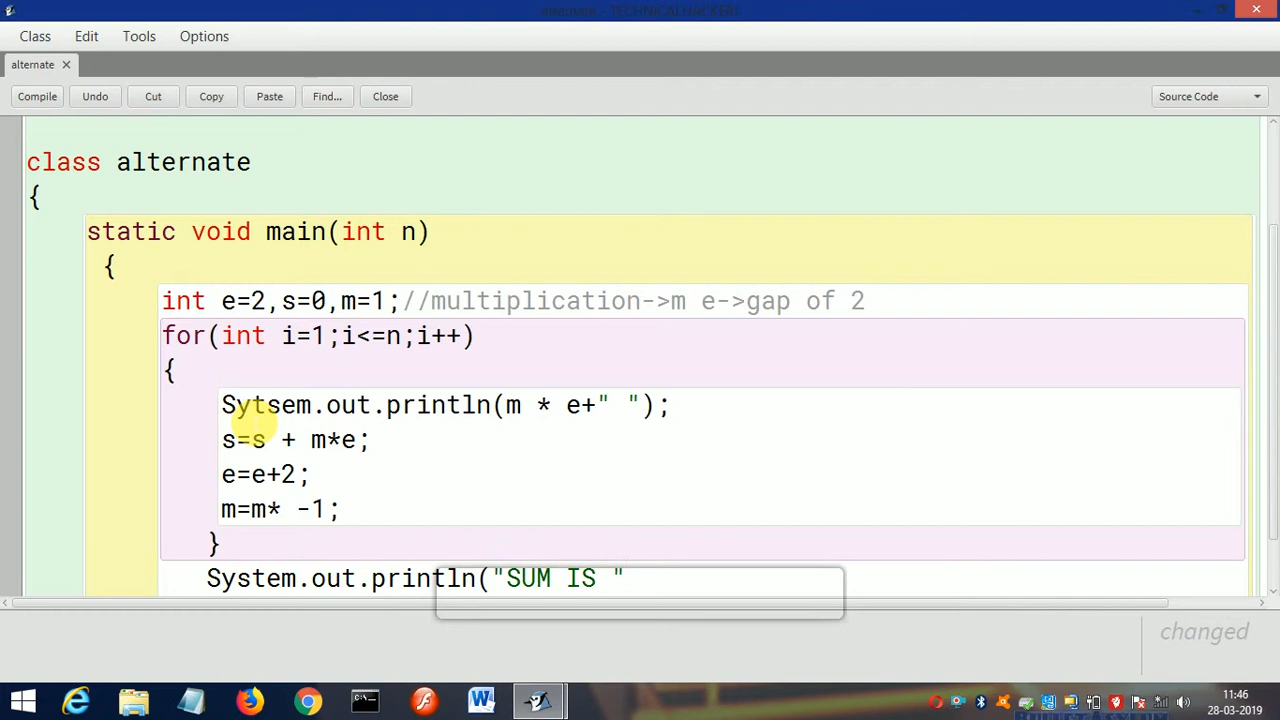 alternate - TECHNICALHACKER1
Class Edit Tools Options
alternate ×
Compile Undo Cut Copy Paste Find... Close Source Code
class alternate
{
static void main(int n)
{
int e=2,s=0,m=1;//multiplication->m e->gap of 2
for(int i=1;i<=n;i++)
{
Sytsem.out.println(m * e+" ");
s=s + m*e;
e=e+2;
m=m* -1;
}
System.out.println("SUM IS "
changed
11:46
28-03-2019